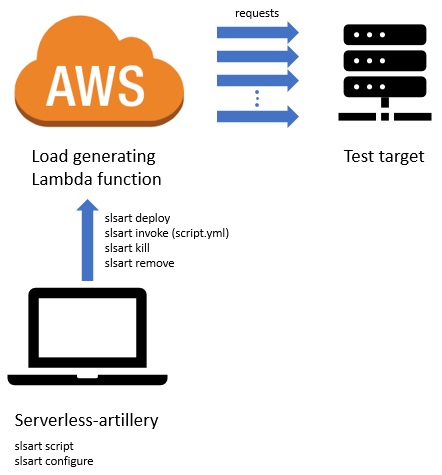 requests
AWS
Load generating
Lambda function
Test target
slsart deploy
slsart invoke (script.yml)
slsart kill
slsart remove
Serverless-artillery
slsart script
slsart configure